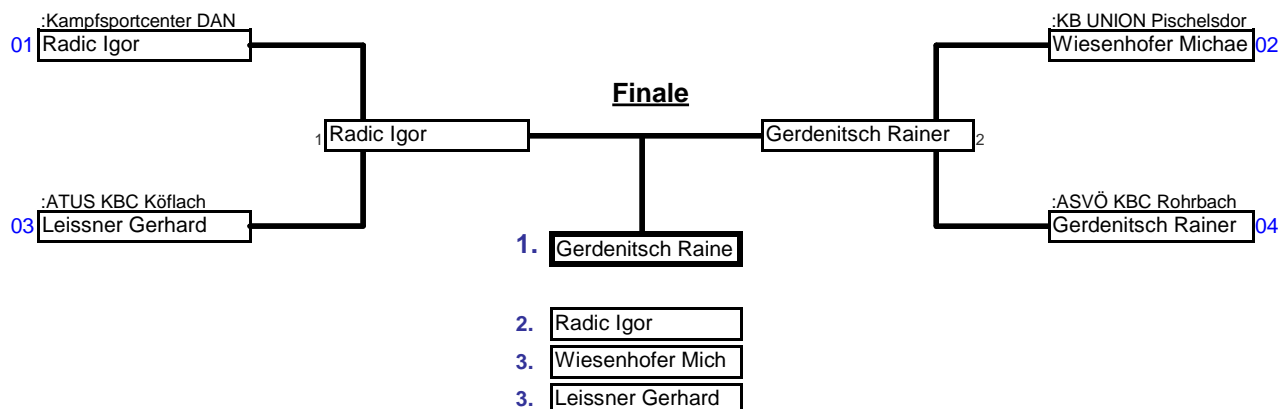 :Kampfsportcenter DAN
01 Radic Igor
:KB UNION Pischelsdor
Wiesenhofer Michae 02
Finale
1 Radic Igor
Gerdenitsch Rainer 2
:ATUS KBC Köflach
03 Leissner Gerhard
:ASVÖ KBC Rohrbach
Gerdenitsch Rainer 04
1. Gerdenitsch Raine
2. Radic Igor
3. Wiesenhofer Mich
3. Leissner Gerhard